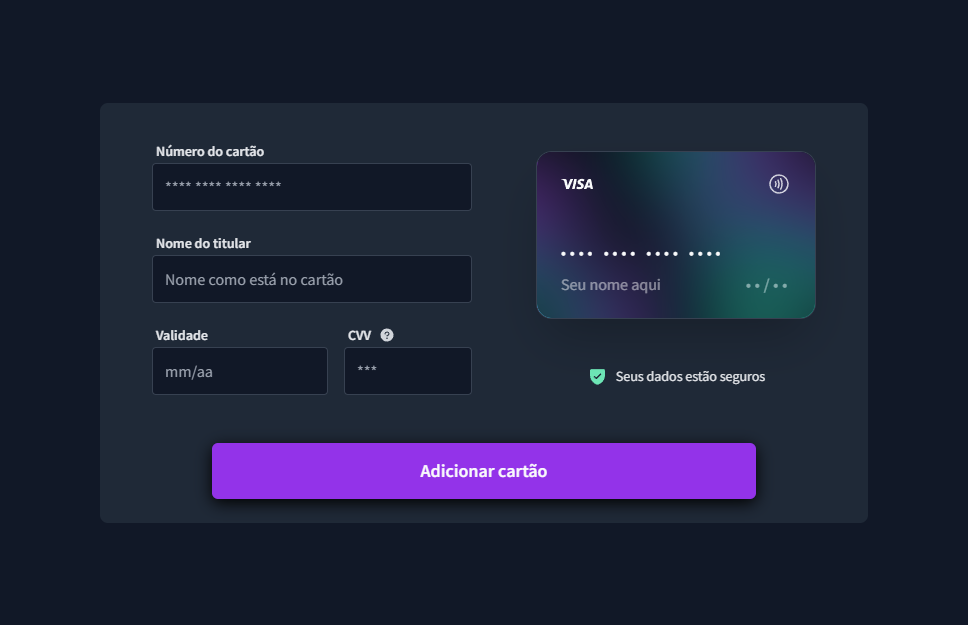 Número do cartão
**** **** **** ****
Nome do titular
Nome como está no cartão
Validade
CVV ?
mm/aa
***
VISA
•••• •••• •••• ••••
Seu nome aqui
••/••
Seus dados estão seguros
Adicionar cartão